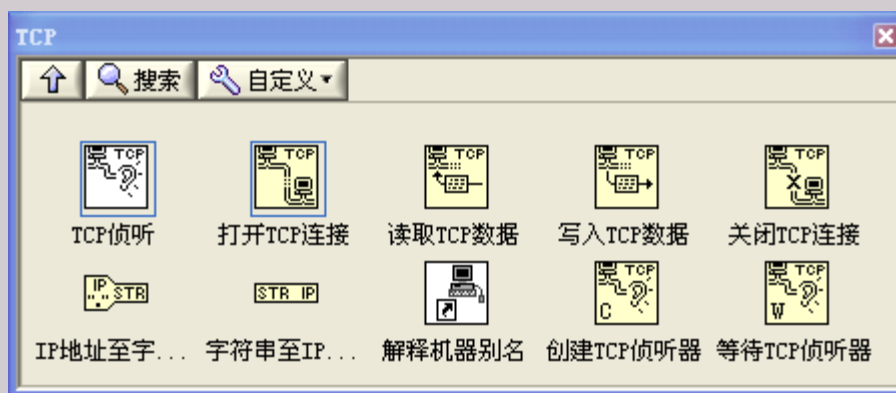 TCP
搜索 自定义
TCP TCP TCP TCP TCP
TCP侦听 打开TCP连接 读取TCP数据 写入TCP数据 关闭TCP连接
IP STR STR IP TCP C TCP W
IP地址至字... 字符串至IP... 解释机器别名 创建TCP侦听器 等待TCP侦听器